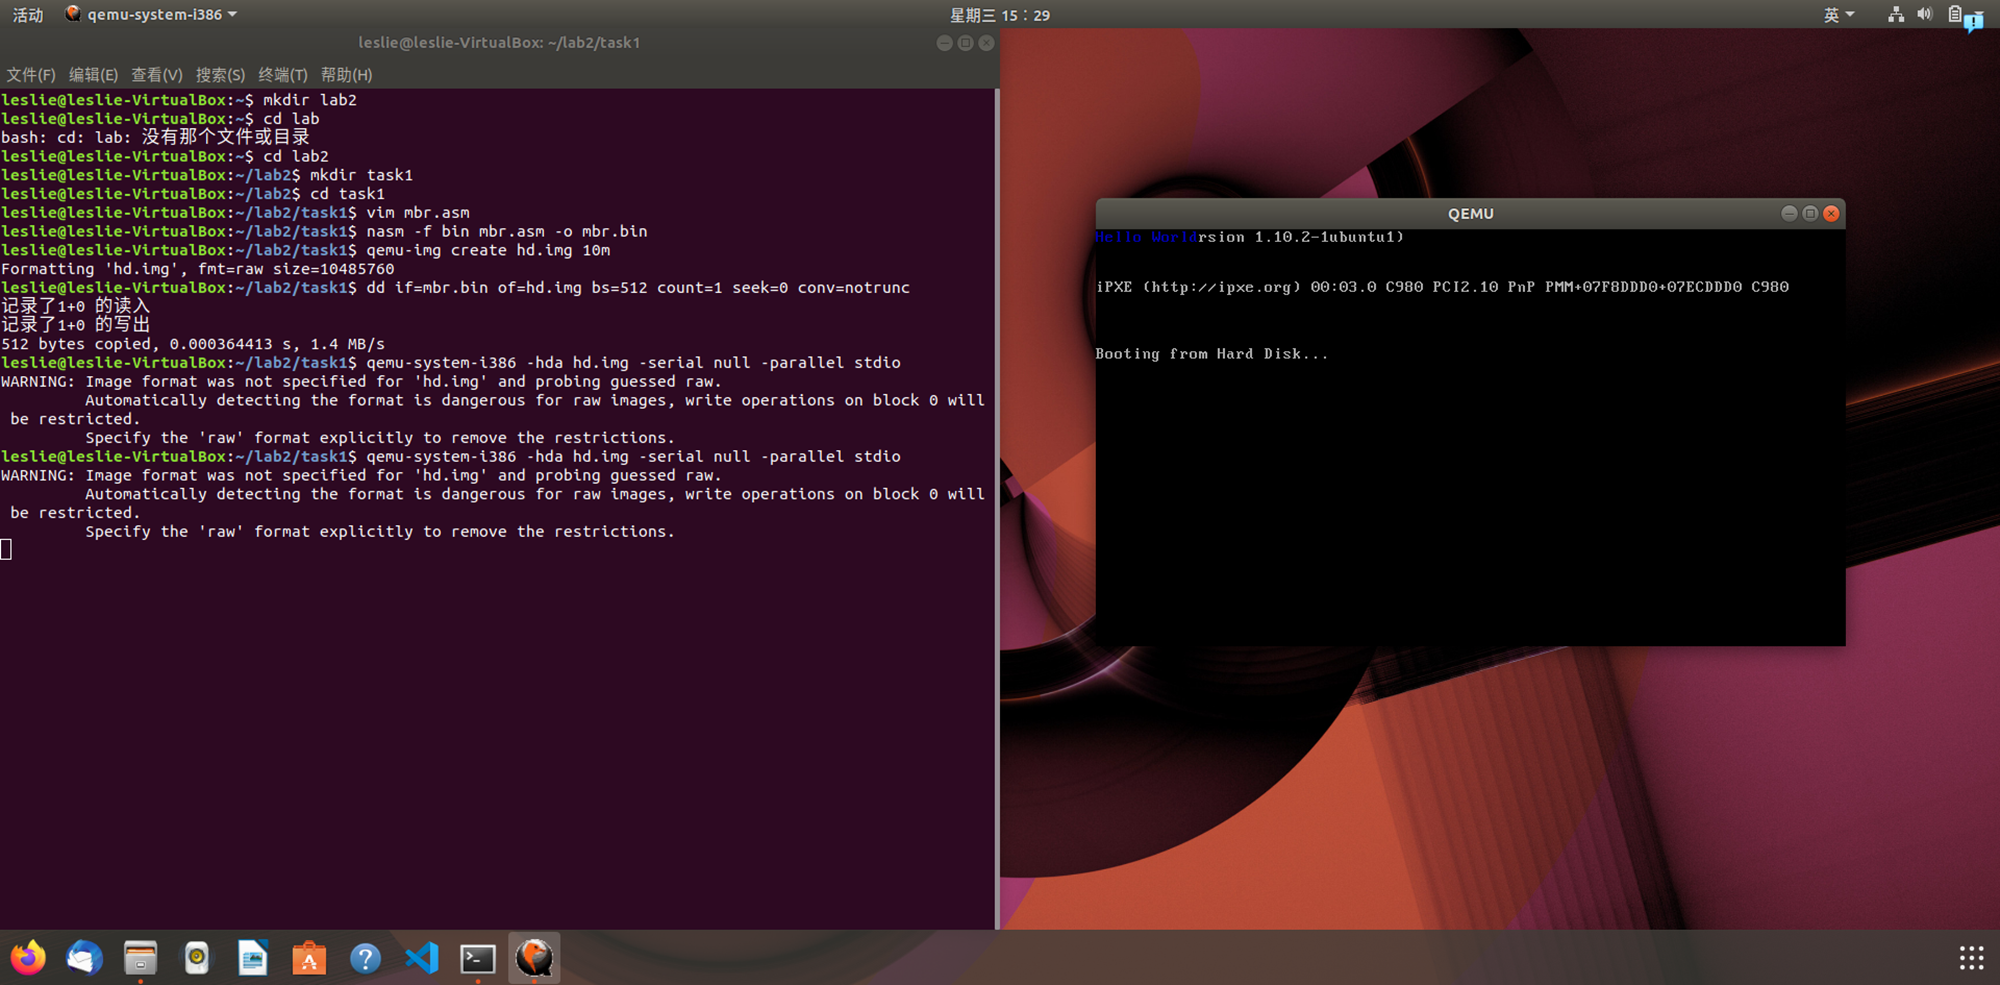 活动 qemu-system-i386 星期三 15：29 英
leslie@leslie-VirtualBox: ~/lab2/task1
文件(F) 编辑(E) 查看(V) 搜索(S) 终端(T) 帮助(H)
leslie@leslie-VirtualBox:~$ mkdir lab2
leslie@leslie-VirtualBox:~$ cd lab
bash: cd: lab: 没有那个文件或目录
leslie@leslie-VirtualBox:~$ cd lab2
leslie@leslie-VirtualBox:~/lab2$ mkdir task1
leslie@leslie-VirtualBox:~/lab2$ cd task1
leslie@leslie-VirtualBox:~/lab2/task1$ vim mbr.asm
leslie@leslie-VirtualBox:~/lab2/task1$ nasm -f bin mbr.asm -o mbr.bin
leslie@leslie-VirtualBox:~/lab2/task1$ qemu-img create hd.img 10m
Formatting 'hd.img', fmt=raw size=10485760
leslie@leslie-VirtualBox:~/lab2/task1$ dd if=mbr.bin of=hd.img bs=512 count=1 seek=0 conv=notrunc
记录了1+0 的读入
记录了1+0 的写出
512 bytes copied, 0.000364413 s, 1.4 MB/s
leslie@leslie-VirtualBox:~/lab2/task1$ qemu-system-i386 -hda hd.img -serial null -parallel stdio
WARNING: Image format was not specified for 'hd.img' and probing guessed raw.
Automatically detecting the format is dangerous for raw images, write operations on block 0 will
be restricted.
Specify the 'raw' format explicitly to remove the restrictions.
leslie@leslie-VirtualBox:~/lab2/task1$ qemu-system-i386 -hda hd.img -serial null -parallel stdio
WARNING: Image format was not specified for 'hd.img' and probing guessed raw.
Automatically detecting the format is dangerous for raw images, write operations on block 0 will
be restricted.
Specify the 'raw' format explicitly to remove the restrictions.
QEMU
Hello Worldrsion 1.10.2-1ubuntu1)
iPXE (http://ipxe.org) 00:03.0 C980 PCI2.10 PnP PMM+07F8DDD0+07ECDDD0 C980
Booting from Hard Disk...